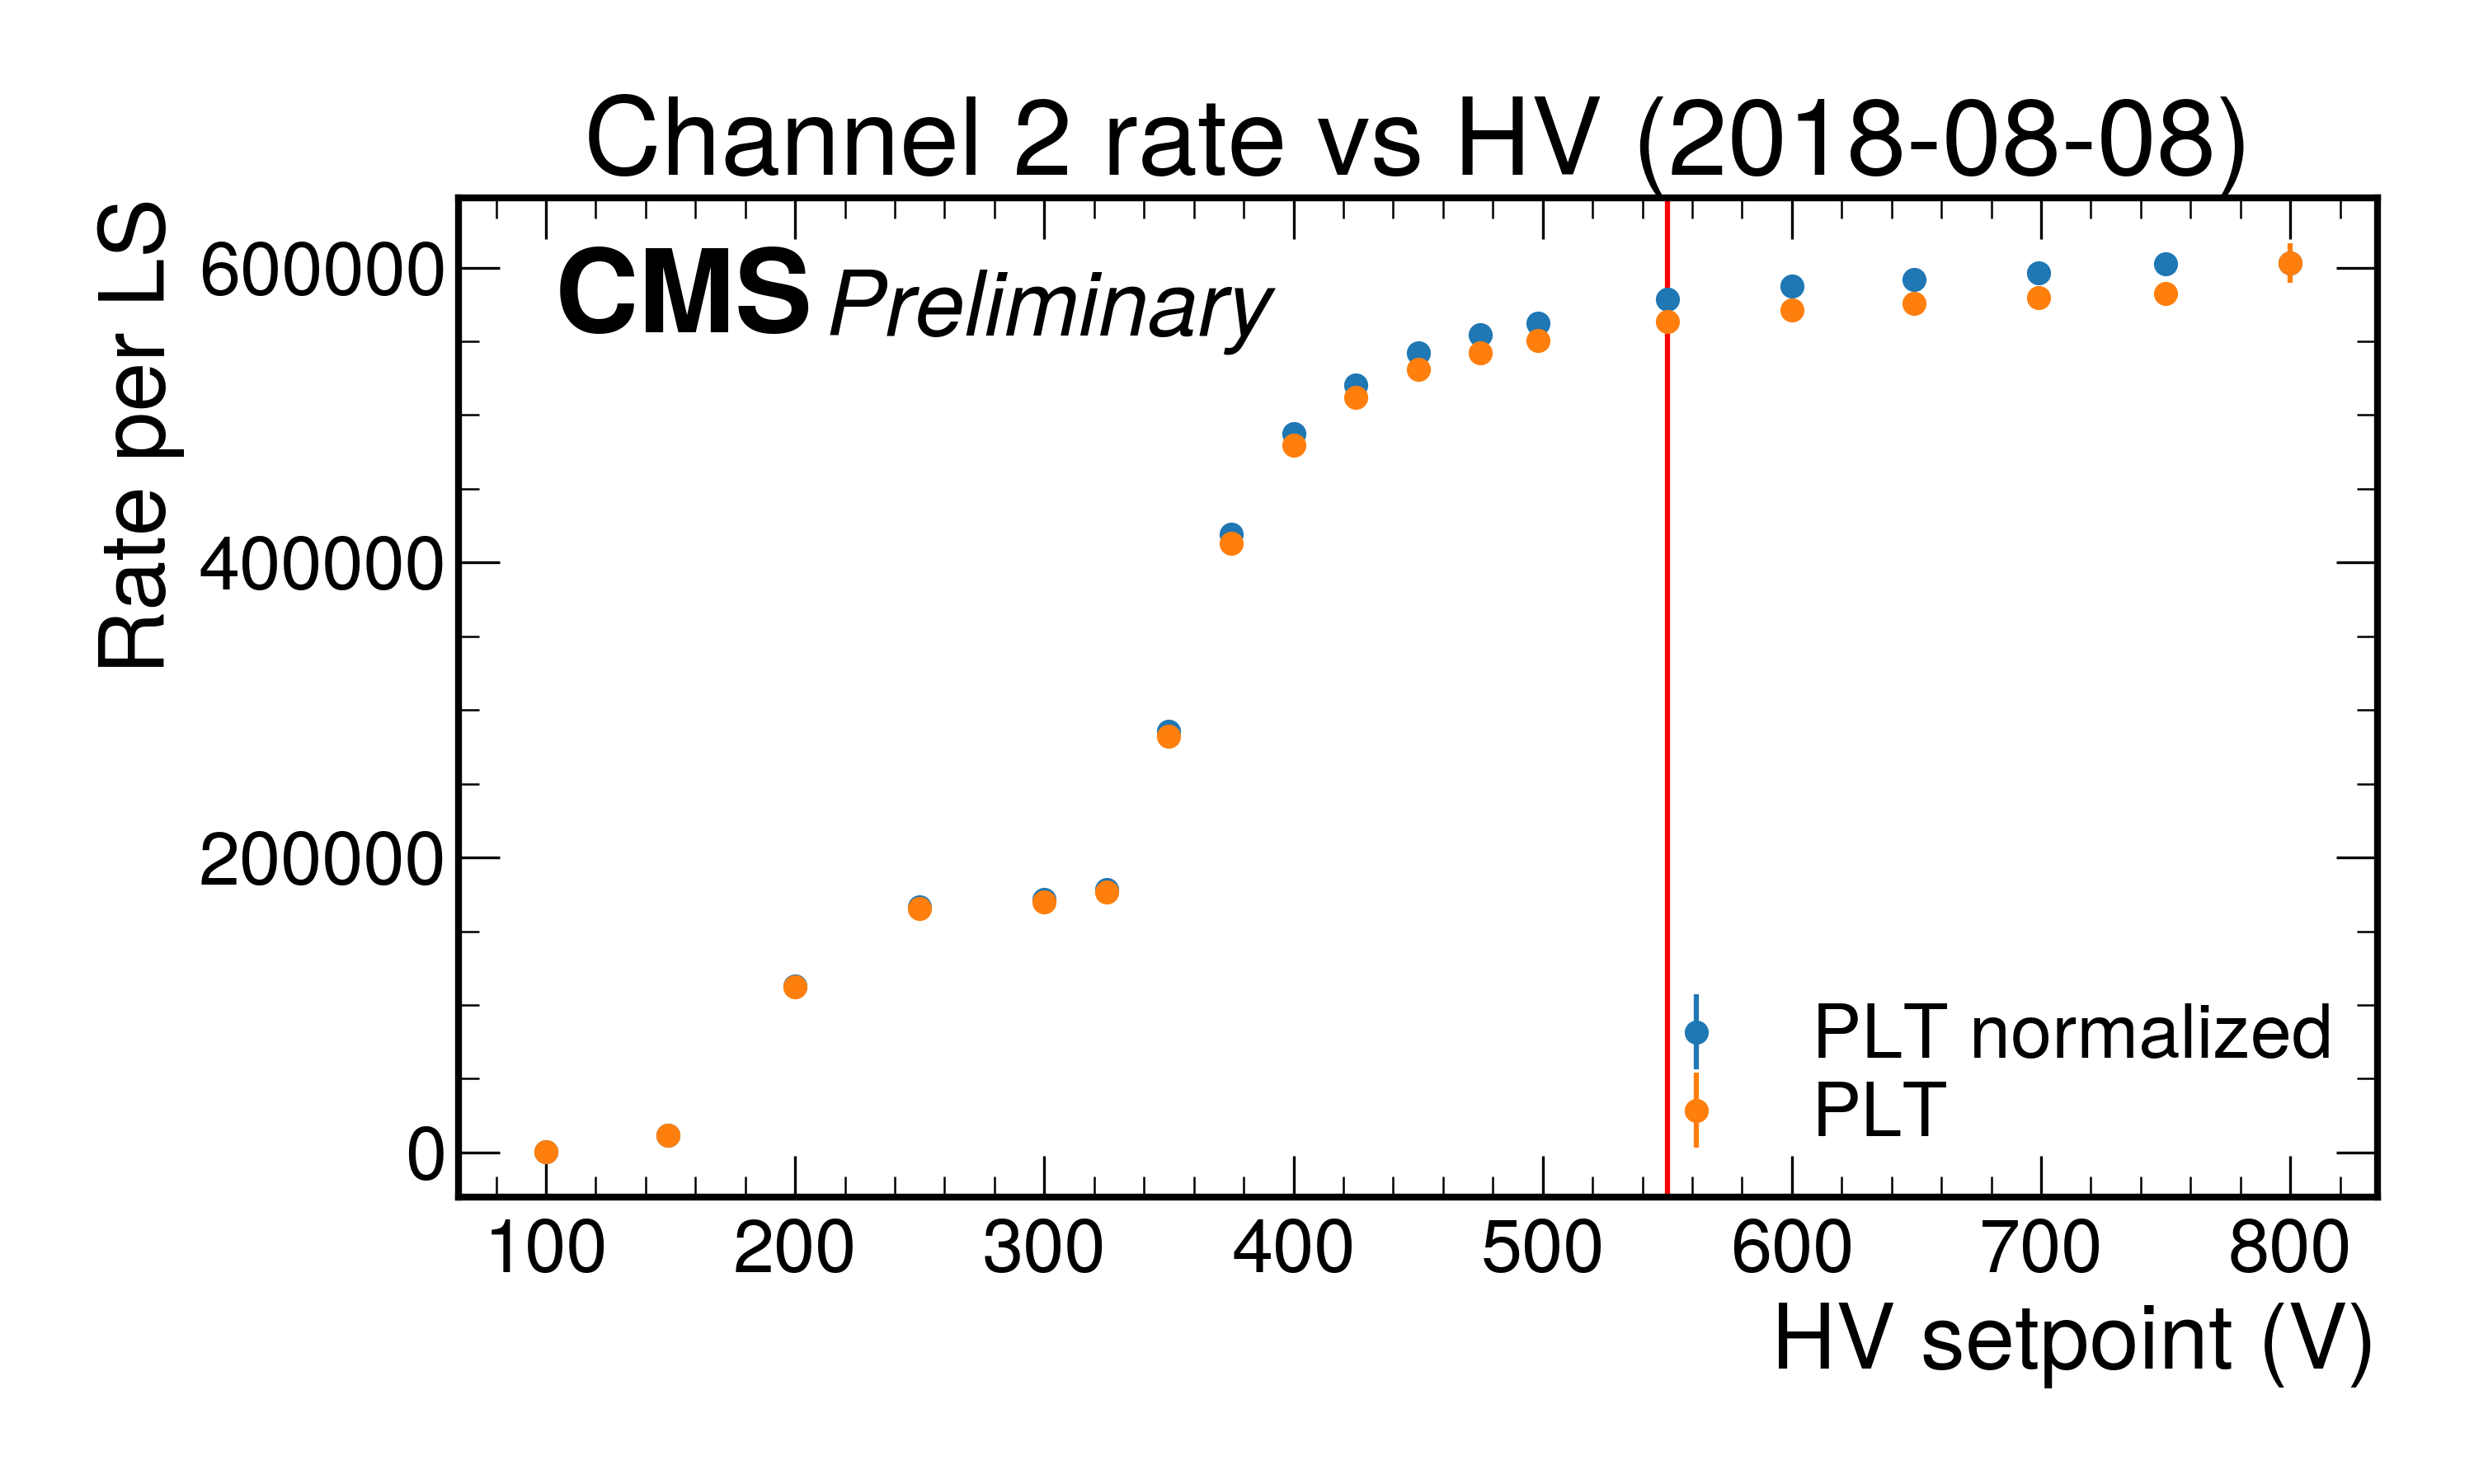 Channel 2 rate vs HV (2018-08-08)
CMS Preliminary
Rate per LS
600000
400000
200000
0
PLT normalized
PLT
100 200 300 400 500 600 700 800
HV setpoint (V)